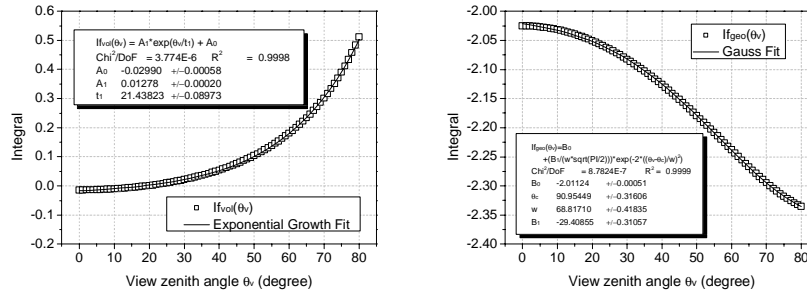 0.6
0.5
0.4
0.3
0.2
0.1
0.0
-0.1
-0.2
Integral
Ifvol(θv) = A1*exp(θv/t1) + A0
Chi^2/DoF = 3.774E-6 R^2 = 0.9998
A0 -0.02990 +/-0.00058
A1 0.01278 +/-0.00020
t1 21.43823 +/-0.08973
Ifvol(θv)
Exponential Growth Fit
0 10 20 30 40 50 60 70 80
View zenith angle θv (degree)
-2.00
-2.05
-2.10
-2.15
-2.20
-2.25
-2.30
-2.35
-2.40
Integral
Ifgeo(θv)
Gauss Fit
Ifgeo(θv)=B0
+(B1/(w*sqrt(PI/2)))*exp(-2*((θv-θc)/w)^2)
Chi^2/DoF = 8.7824E-7 R^2 = 0.9999
B0 -2.01124 +/-0.00051
θc 90.95449 +/-0.31606
w 68.81710 +/-0.41835
B1 -29.40855 +/-0.31057
0 10 20 30 40 50 60 70 80
View zenith angle θv (degree)